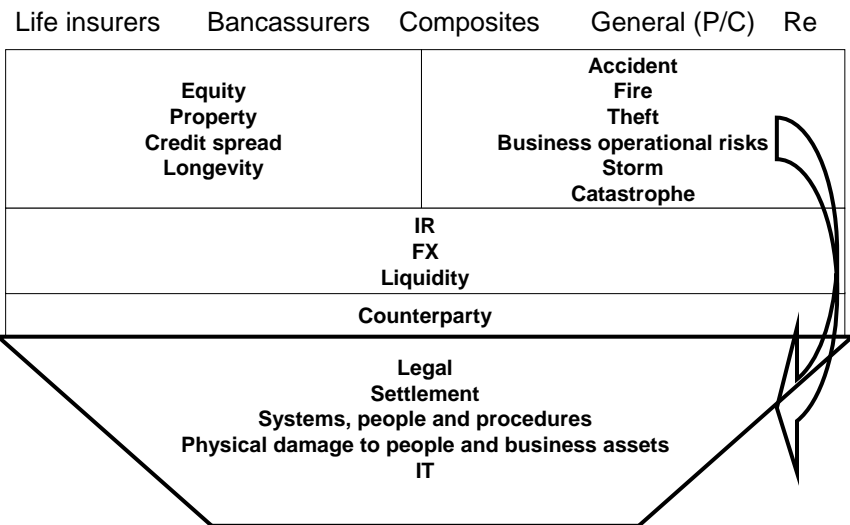 Life insurers Bancassurers Composites General (P/C) Re
Equity
Property
Credit spread
Longevity
Accident
Fire
Theft
Business operational risks
Storm
Catastrophe
IR
FX
Liquidity
Counterparty
Legal
Settlement
Systems, people and procedures
Physical damage to people and business assets
IT